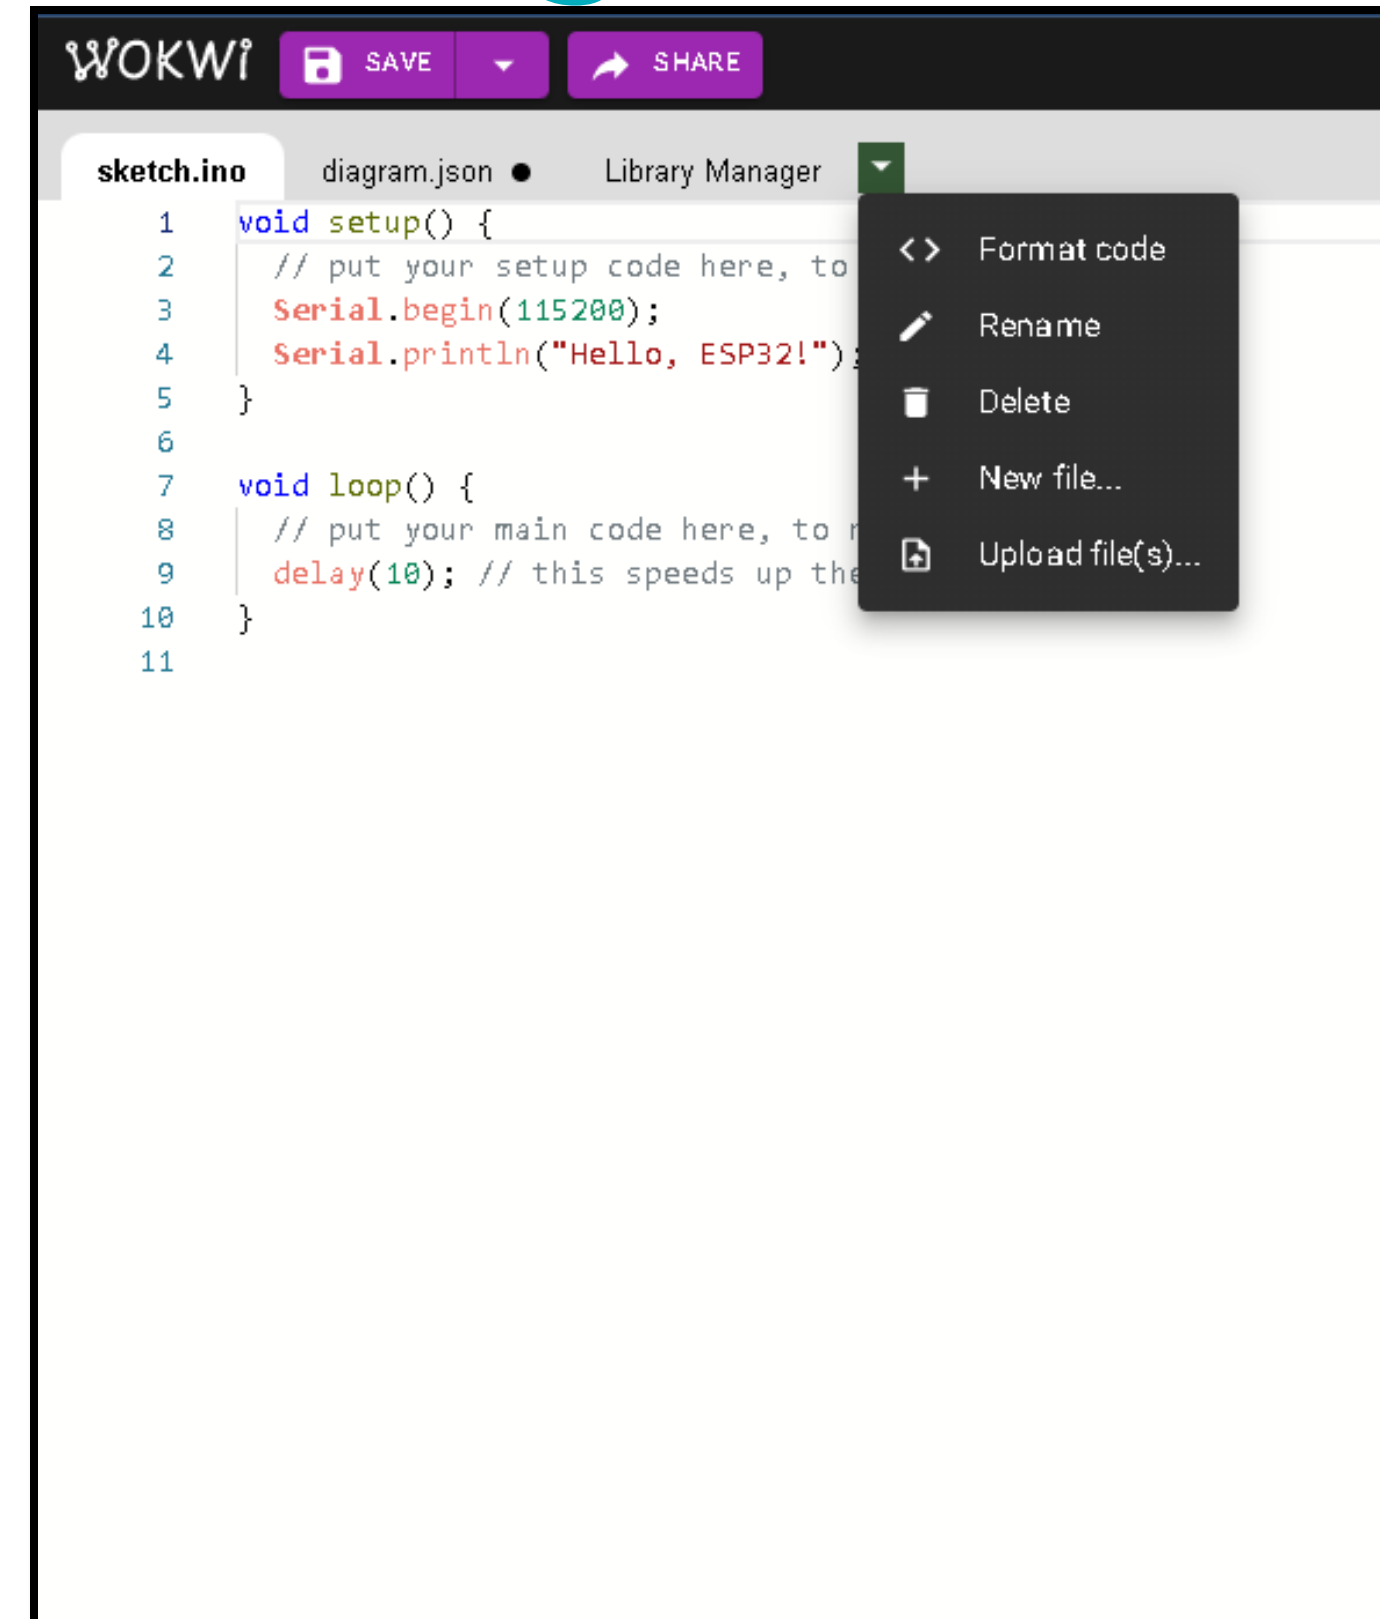 WOKWI SAVE SHARE
sketch.ino diagram.json ● Library Manager
1 void setup() {
2 // put your setup code here, to
3 Serial.begin(115200);
4 Serial.println("Hello, ESP32!");
5 }
6
7 void loop() {
8 // put your main code here, to
9 delay(10); // this speeds up the
10 }
11
Format code
Rename
Delete
New file...
Upload file(s)...